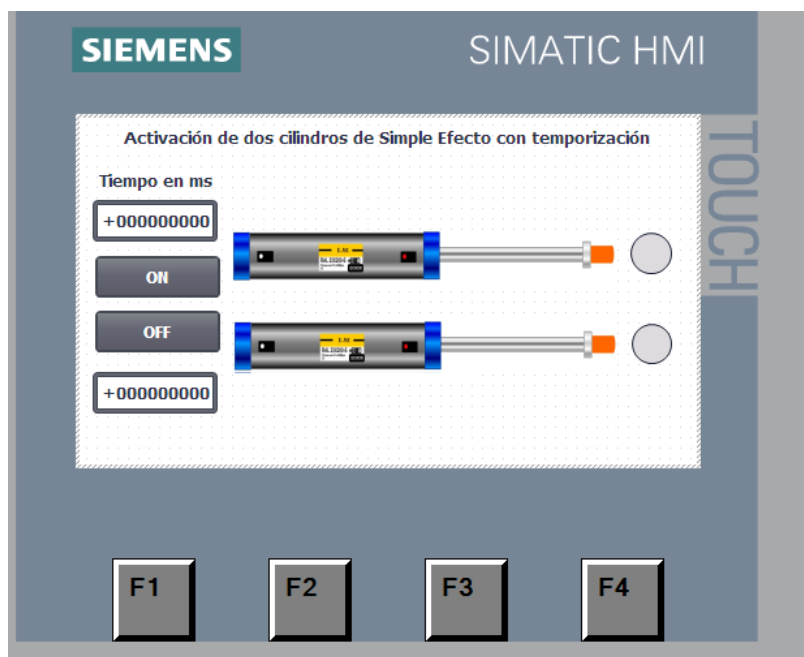 SIEMENS
SIMATIC HMI
TOUCH
Activación de dos cilindros de Simple Efecto con temporización
Tiempo en ms
+000000000
ON
OFF
+000000000
F1
F2
F3
F4